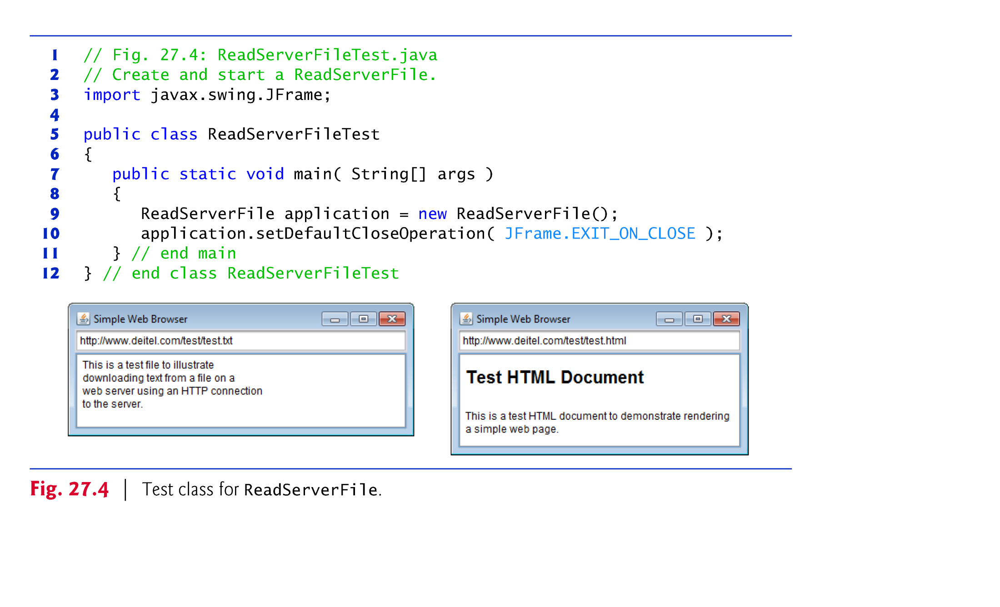 1 // Fig. 27.4: ReadServerFileTest.java
2 // Create and start a ReadServerFile.
3 import javax.swing.JFrame;
4
5 public class ReadServerFileTest
6 {
7    public static void main( String[] args )
8    {
9       ReadServerFile application = new ReadServerFile();
10       application.setDefaultCloseOperation( JFrame.EXIT_ON_CLOSE );
11    } // end main
12 } // end class ReadServerFileTest
Simple Web Browser
http://www.deitel.com/test/test.txt
This is a test file to illustrate
downloading text from a file on a
web server using an HTTP connection
to the server.
Simple Web Browser
http://www.deitel.com/test/test.html
Test HTML Document
This is a test HTML document to demonstrate rendering
a simple web page.
Fig. 27.4 | Test class for ReadServerFile.